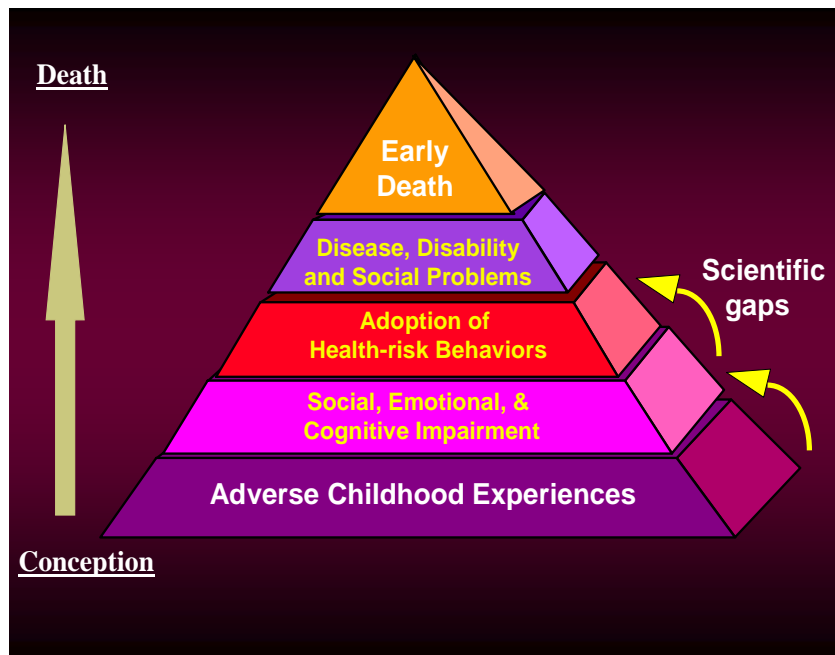 Death
Early
Death
Disease, Disability
and Social Problems
Scientific
gaps
Adoption of
Health-risk Behaviors
Social, Emotional, &
Cognitive Impairment
Adverse Childhood Experiences
Conception